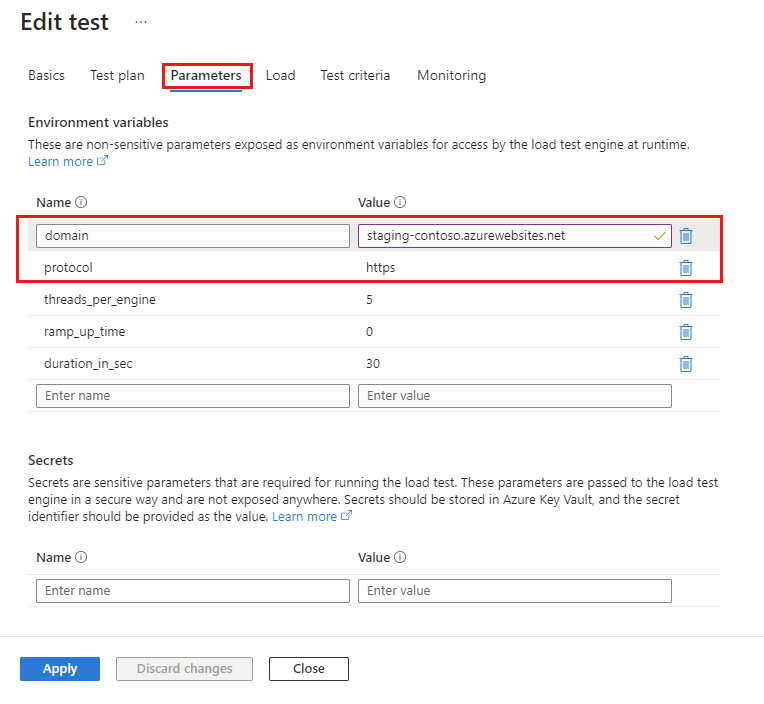 Edit test ...
Basics Test plan Parameters Load Test criteria Monitoring
Environment variables
These are non-sensitive parameters exposed as environment variables for access by the load test engine at runtime.
Learn more
Name Value
domain staging-contoso.azurewebsites.net
protocol https
threads_per_engine 5
ramp_up_time 0
duration_in_sec 30
Enter name Enter value
Secrets
Secrets are sensitive parameters that are required for running the load test. These parameters are passed to the load test
engine in a secure way and are not exposed anywhere. Secrets should be stored in Azure Key Vault, and the secret
identifier should be provided as the value. Learn more
Name Value
Enter name Enter value
Apply Discard changes Close